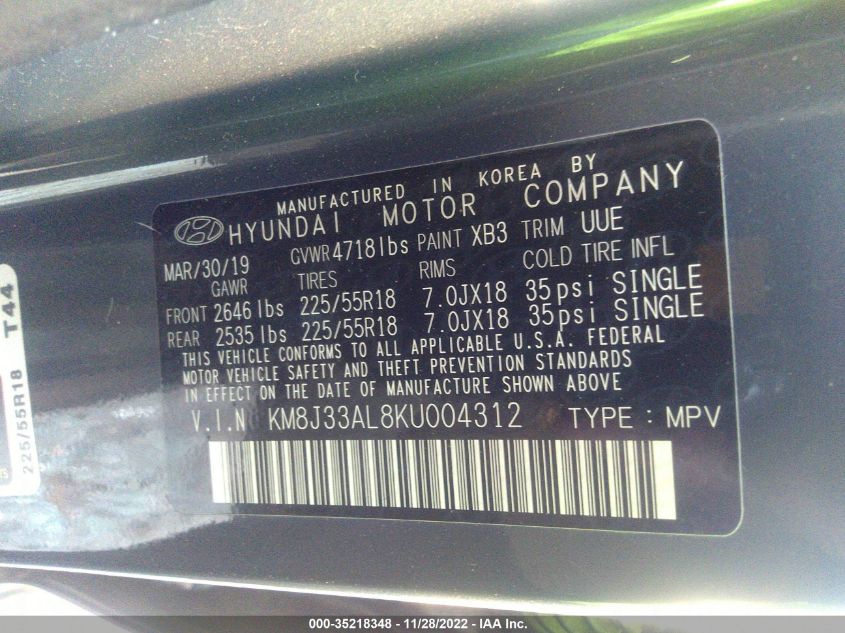 MANUFACTURED IN KOREA BY
HYUNDAI MOTOR COMPANY
MAR/30/19 GVWR 4718 lbs PAINT XB3 TRIM UUE
GAWR TIRES RIMS COLD TIRE INFL
FRONT 2646 lbs 225/55R18 7.0JX18 35psi SINGLE
REAR 2535 lbs 225/55R18 7.0JX18 35psi SINGLE
THIS VEHICLE CONFORMS TO ALL APPLICABLE U.S.A. FEDERAL
MOTOR VEHICLE SAFETY AND THEFT PREVENTION STANDARDS
IN EFFECT ON THE DATE OF MANUFACTURE SHOWN ABOVE
V.I.N KM8J33AL8KU004312 TYPE : MPV
225/55R18 T44
000-35218348 - 11/28/2022 - IAA Inc.